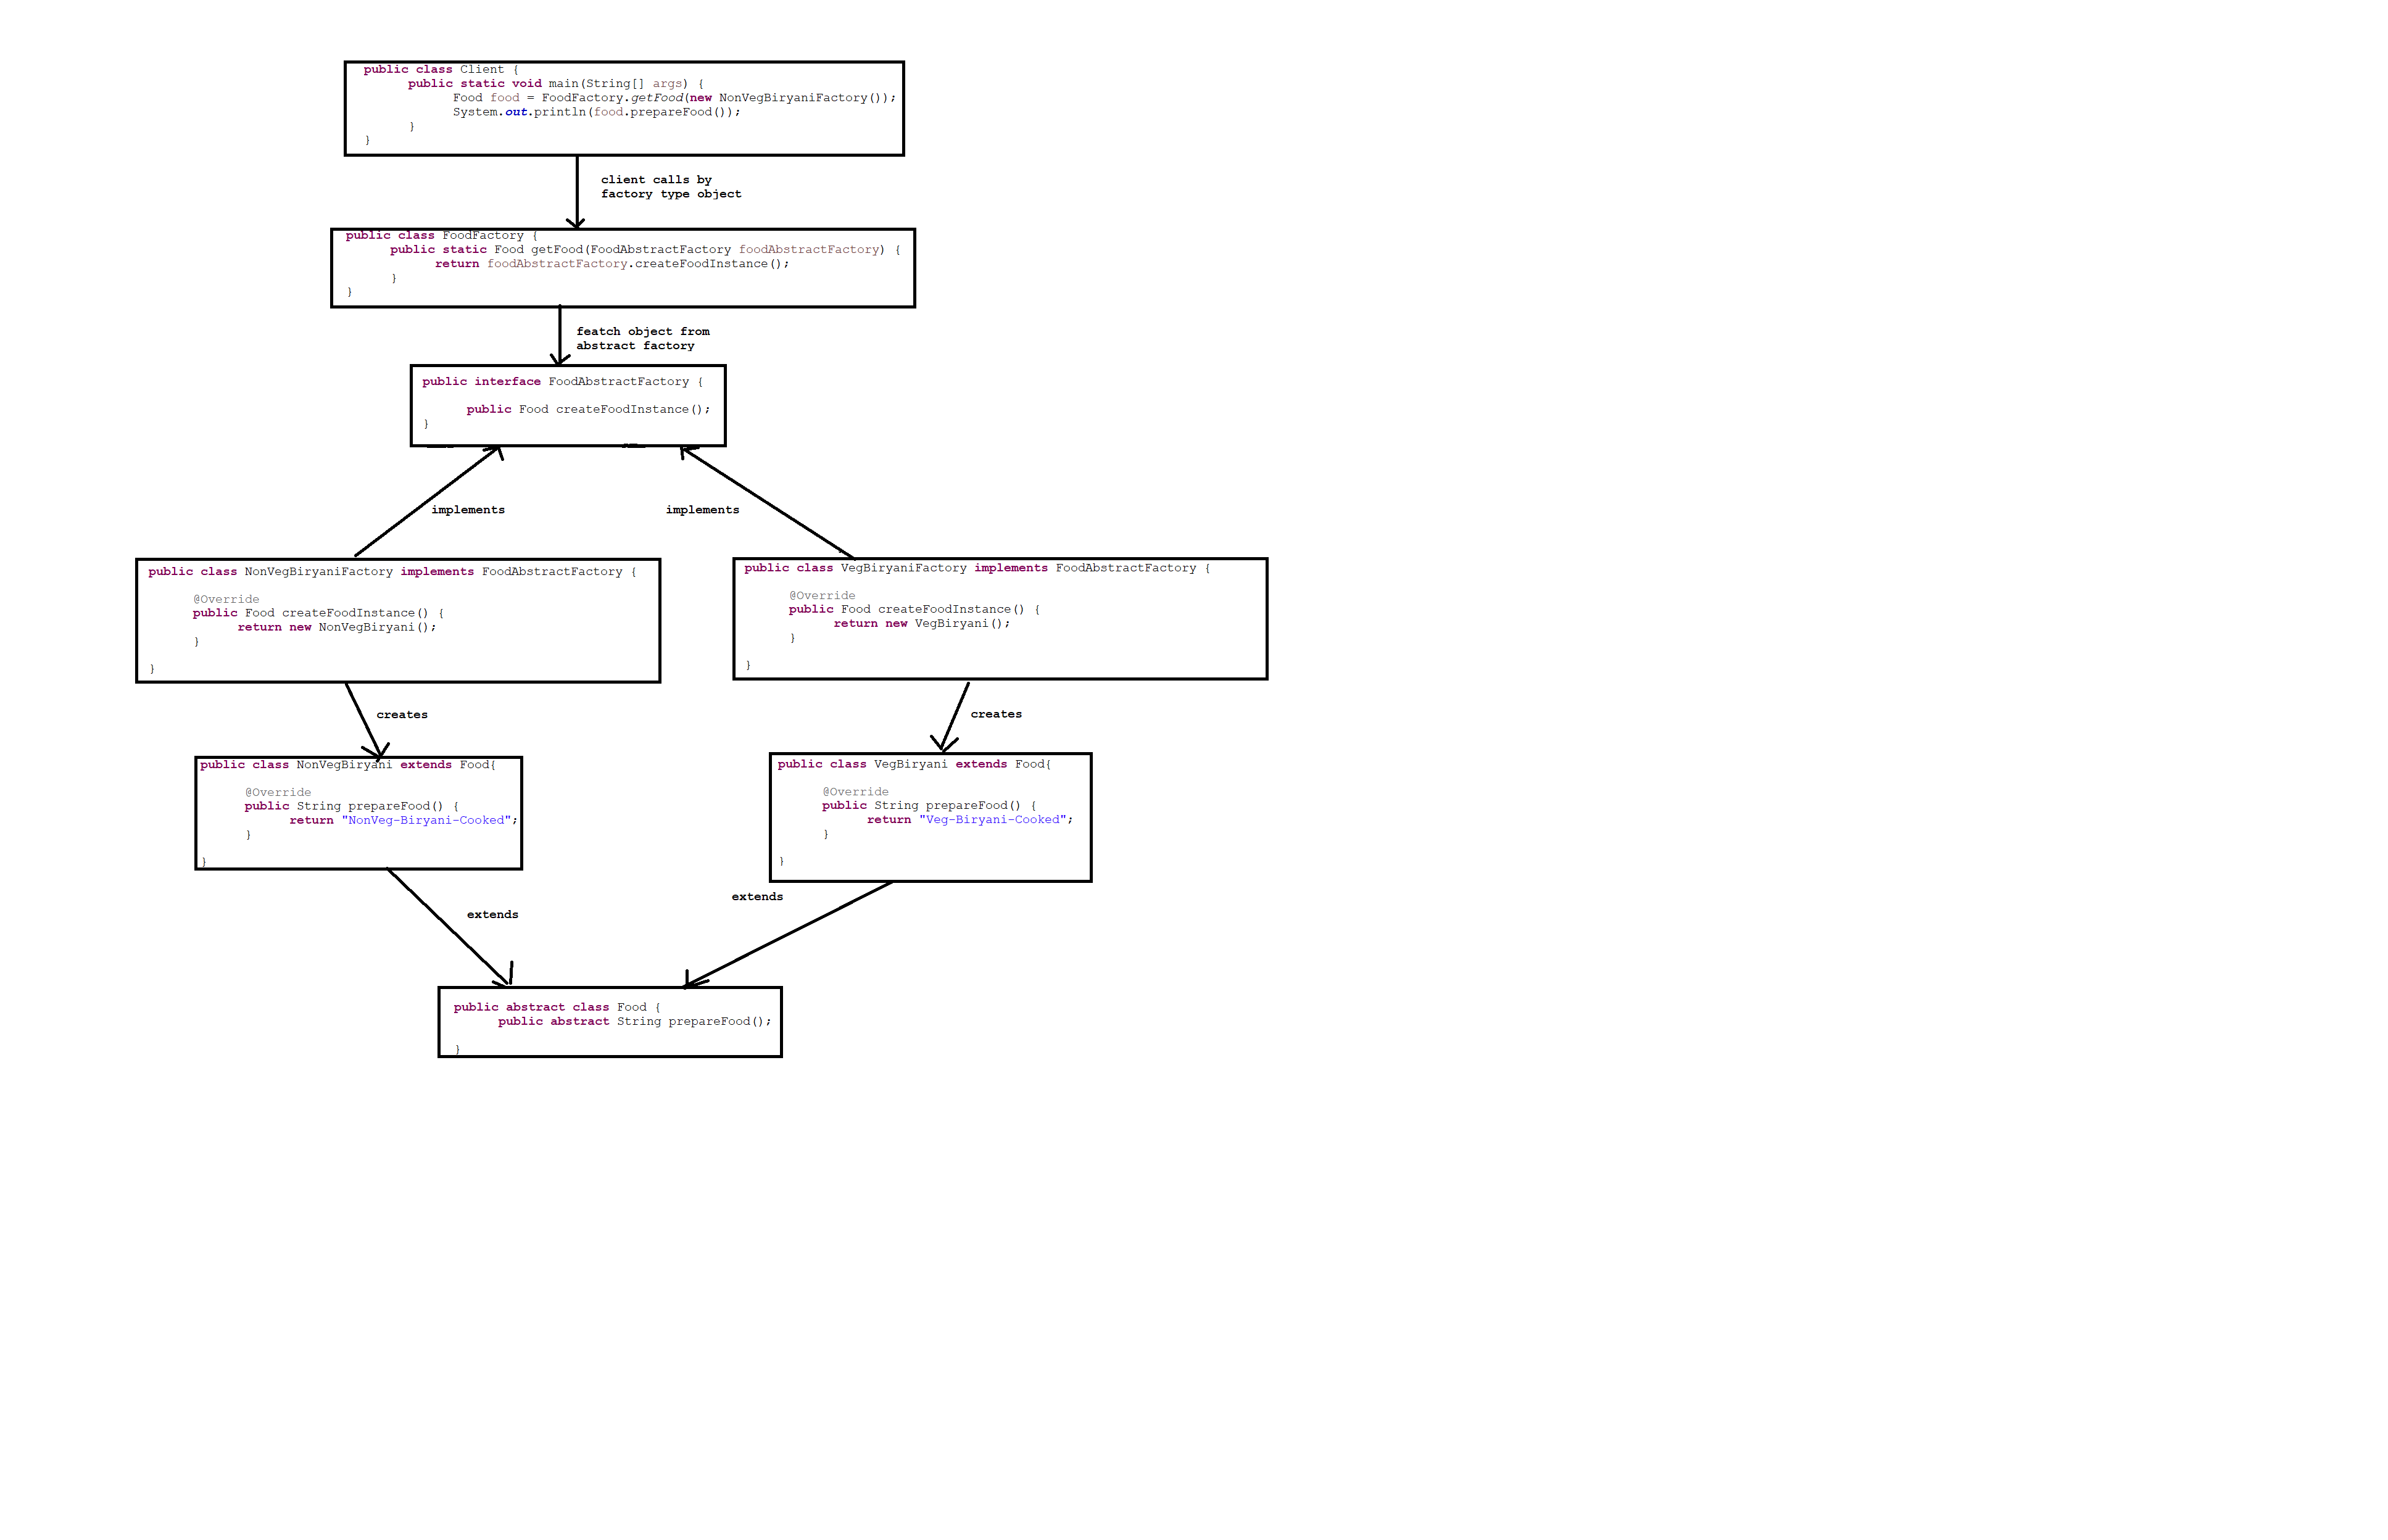 public class Client {
public static void main(String[] args) {
Food food = FoodFactory.getFood(new NonVegBiryaniFactory());
System.out.println(food.prepareFood());
}
}
client calls by
factory type object
public class FoodFactory {
public static Food getFood(FoodAbstractFactory foodAbstractFactory) {
return foodAbstractFactory.createFoodInstance();
}
}
featch object from
abstract factory
public interface FoodAbstractFactory {
public Food createFoodInstance();
}
implements
implements
public class NonVegBiryaniFactory implements FoodAbstractFactory {
@Override
public Food createFoodInstance() {
return new NonVegBiryani();
}
}
public class VegBiryaniFactory implements FoodAbstractFactory {
@Override
public Food createFoodInstance() {
return new VegBiryani();
}
}
creates
creates
public class NonVegBiryani extends Food{
@Override
public String prepareFood() {
return "NonVeg-Biryani-Cooked";
}
}
public class VegBiryani extends Food{
@Override
public String prepareFood() {
return "Veg-Biryani-Cooked";
}
}
extends
extends
public abstract class Food {
public abstract String prepareFood();
}